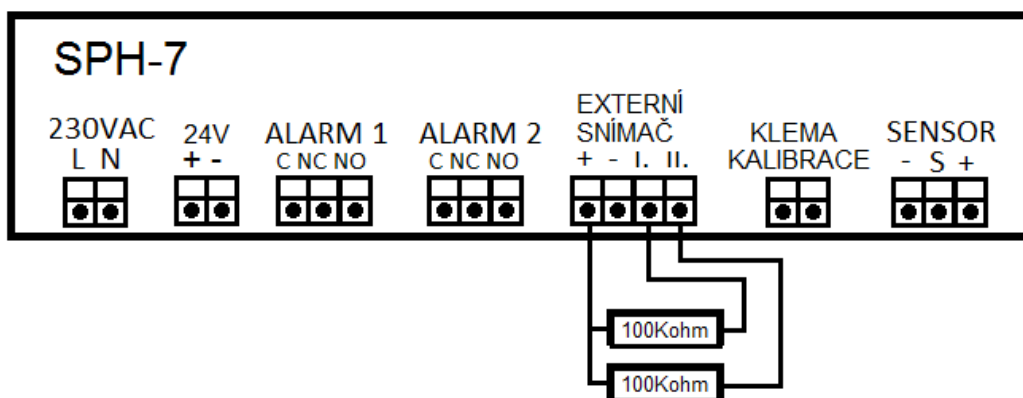 SPH-7
230VAC
L N
24V
+ -
ALARM 1
C NC NO
ALARM 2
C NC NO
EXTERNÍ
SNÍMAČ
+ - I. II.
KLEMA
KALIBRACE
SENSOR
- S +
100Kohm
100Kohm